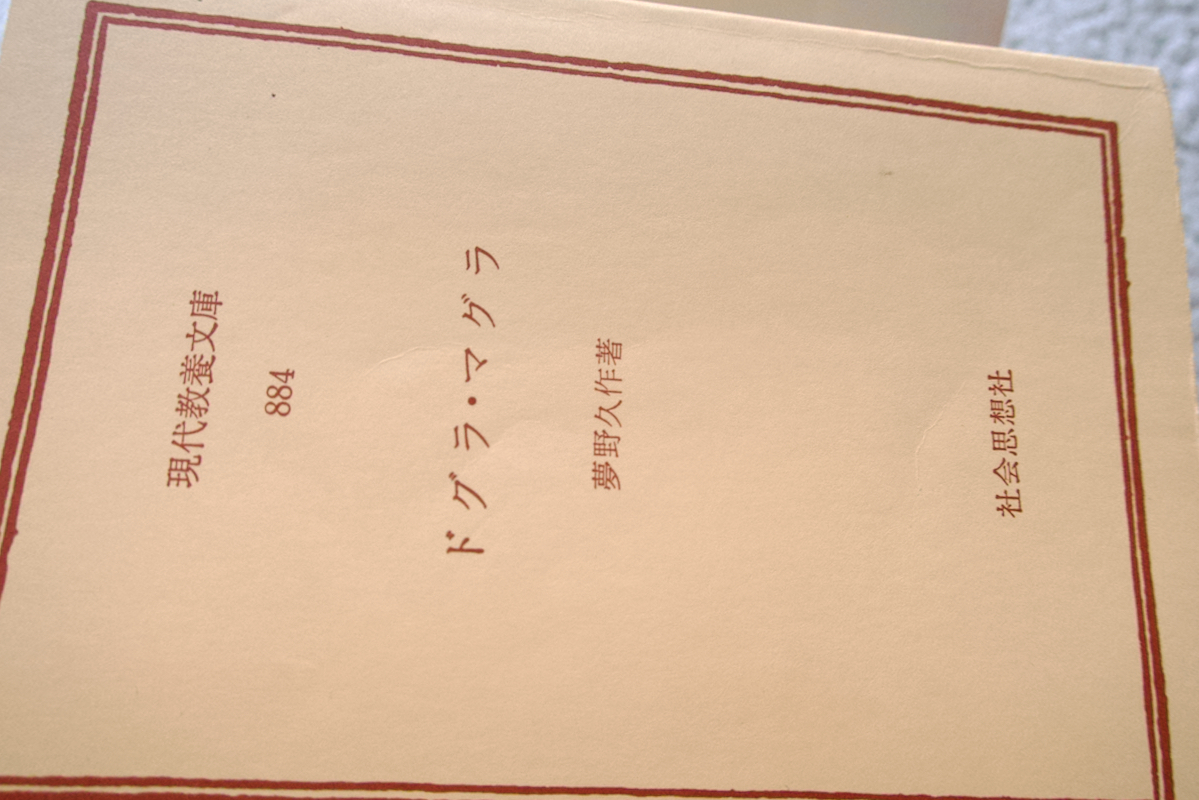 現代教養文庫
884
ドグラ・マグラ
夢野久作著
社会思想社